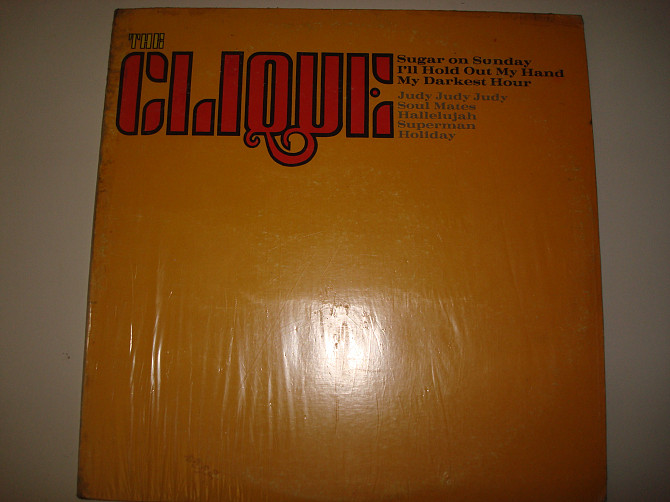 THE
CLIQUE
Sugar on Sunday
I'll Hold Out My Hand
My Darkest Hour
Judy Judy Judy
Soul Mates
Hallelujah
Superman
Holiday